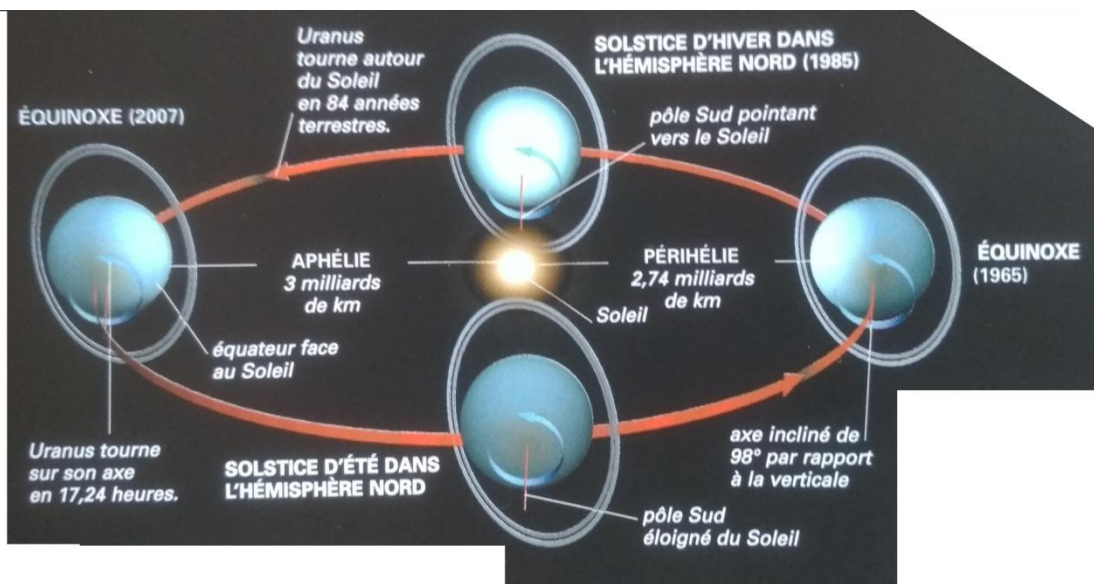 Uranus
tourne autour
du Soleil
en 84 années
terrestres.
SOLSTICE D'HIVER DANS
L'HÉMISPHÈRE NORD (1985)
pôle Sud pointant
vers le Soleil
ÉQUINOXE (2007)
APHÉLIE
3 milliards
de km
PÉRIHÉLIE
2,74 milliards
de km
ÉQUINOXE
(1965)
Soleil
équateur face
au Soleil
Uranus tourne
sur son axe
en 17,24 heures.
SOLSTICE D'ÉTÉ DANS
L'HÉMISPHÈRE NORD
axe incliné de
98° par rapport
à la verticale
pôle Sud
éloigné du Soleil